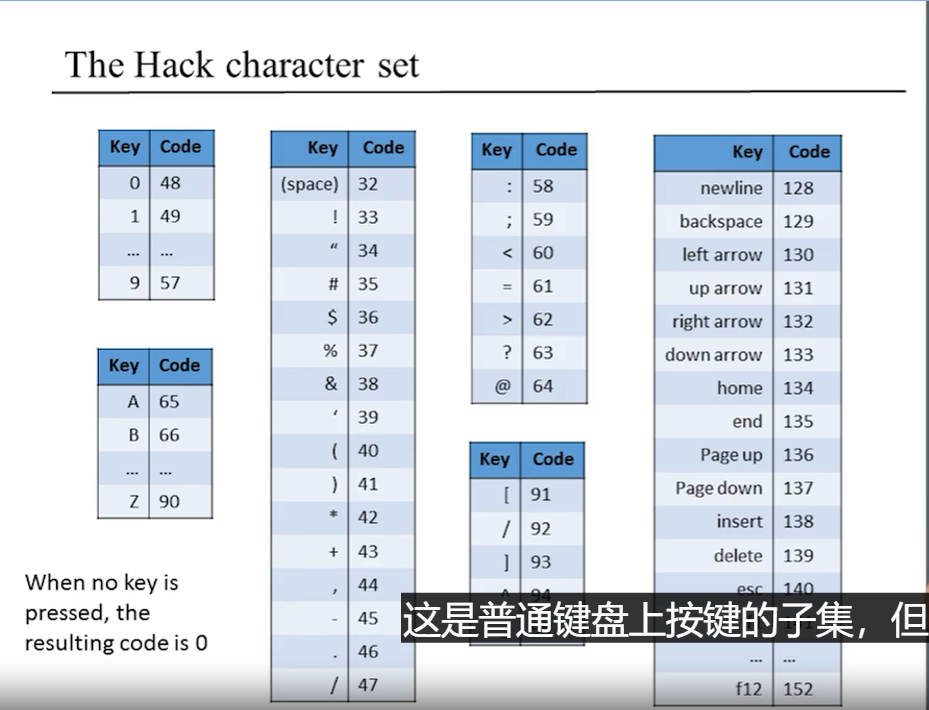 The Hack character set
Key Code
0 48
1 49
... ...
9 57
Key Code
A 65
B 66
... ...
Z 90
When no key is
pressed, the
resulting code is 0
Key Code
(space) 32
! 33
“ 34
# 35
$ 36
% 37
& 38
‘ 39
( 40
) 41
* 42
+ 43
, 44
- 45
. 46
/ 47
Key Code
: 58
; 59
< 60
= 61
> 62
? 63
@ 64
Key Code
[ 91
/ 92
] 93
^ 94
Key Code
newline 128
backspace 129
left arrow 130
up arrow 131
right arrow 132
down arrow 133
home 134
end 135
Page up 136
Page down 137
insert 138
delete 139
esc 140
... ...
f12 152
这是普通键盘上按键的子集，但